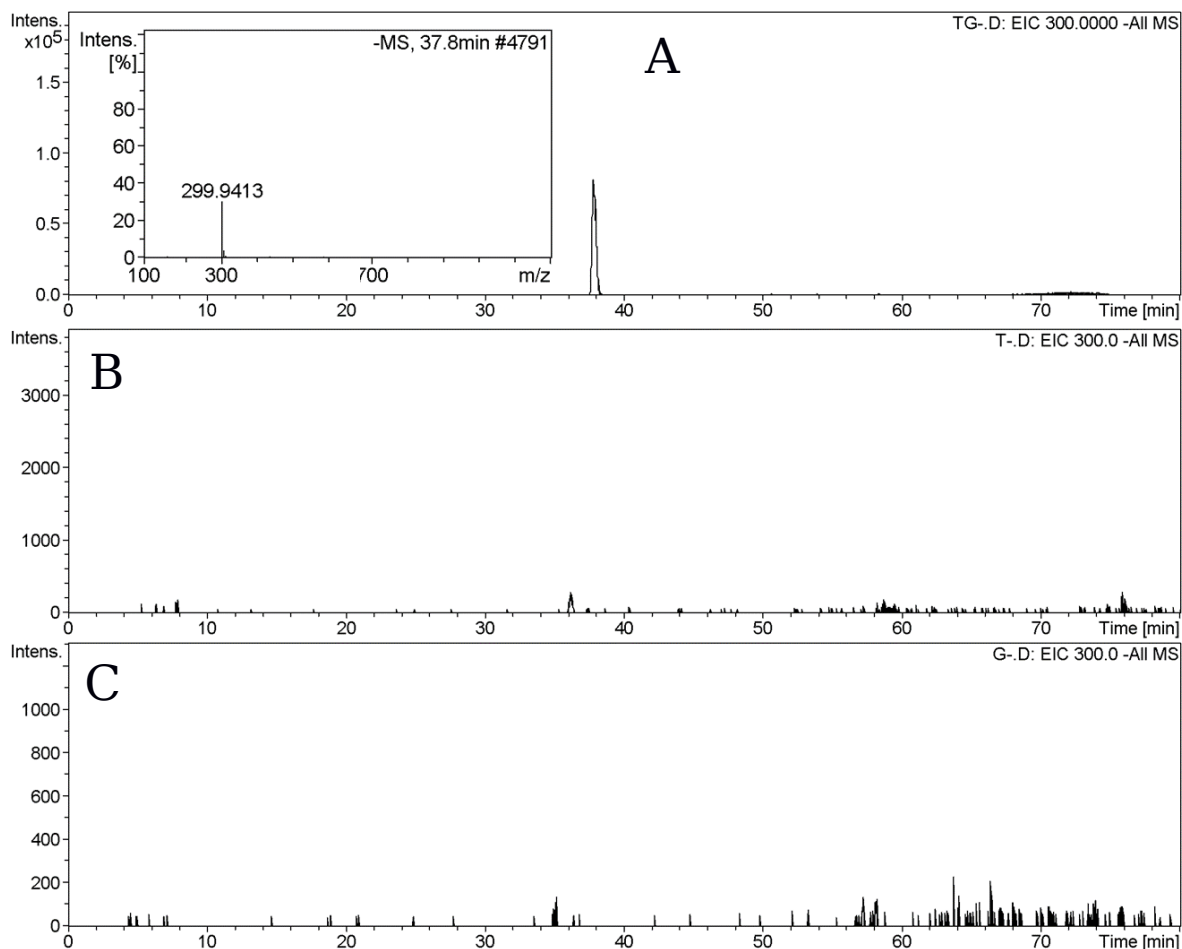 Intens.
x10⁵
TG-.D: EIC 300.0000 -All MS
A
1.5
1.0
0.5
0.0
Intens.
[%]
-MS, 37.8min #4791
80
60
40
20
0
299.9413
100 300 700 m/z
0 10 20 30 40 50 60 70 Time [min]
Intens.
T-.D: EIC 300.0 -All MS
B
3000
2000
1000
0
0 10 20 30 40 50 60 70 Time [min]
Intens.
G-.D: EIC 300.0 -All MS
C
1000
800
600
400
200
0
0 10 20 30 40 50 60 70 Time [min]